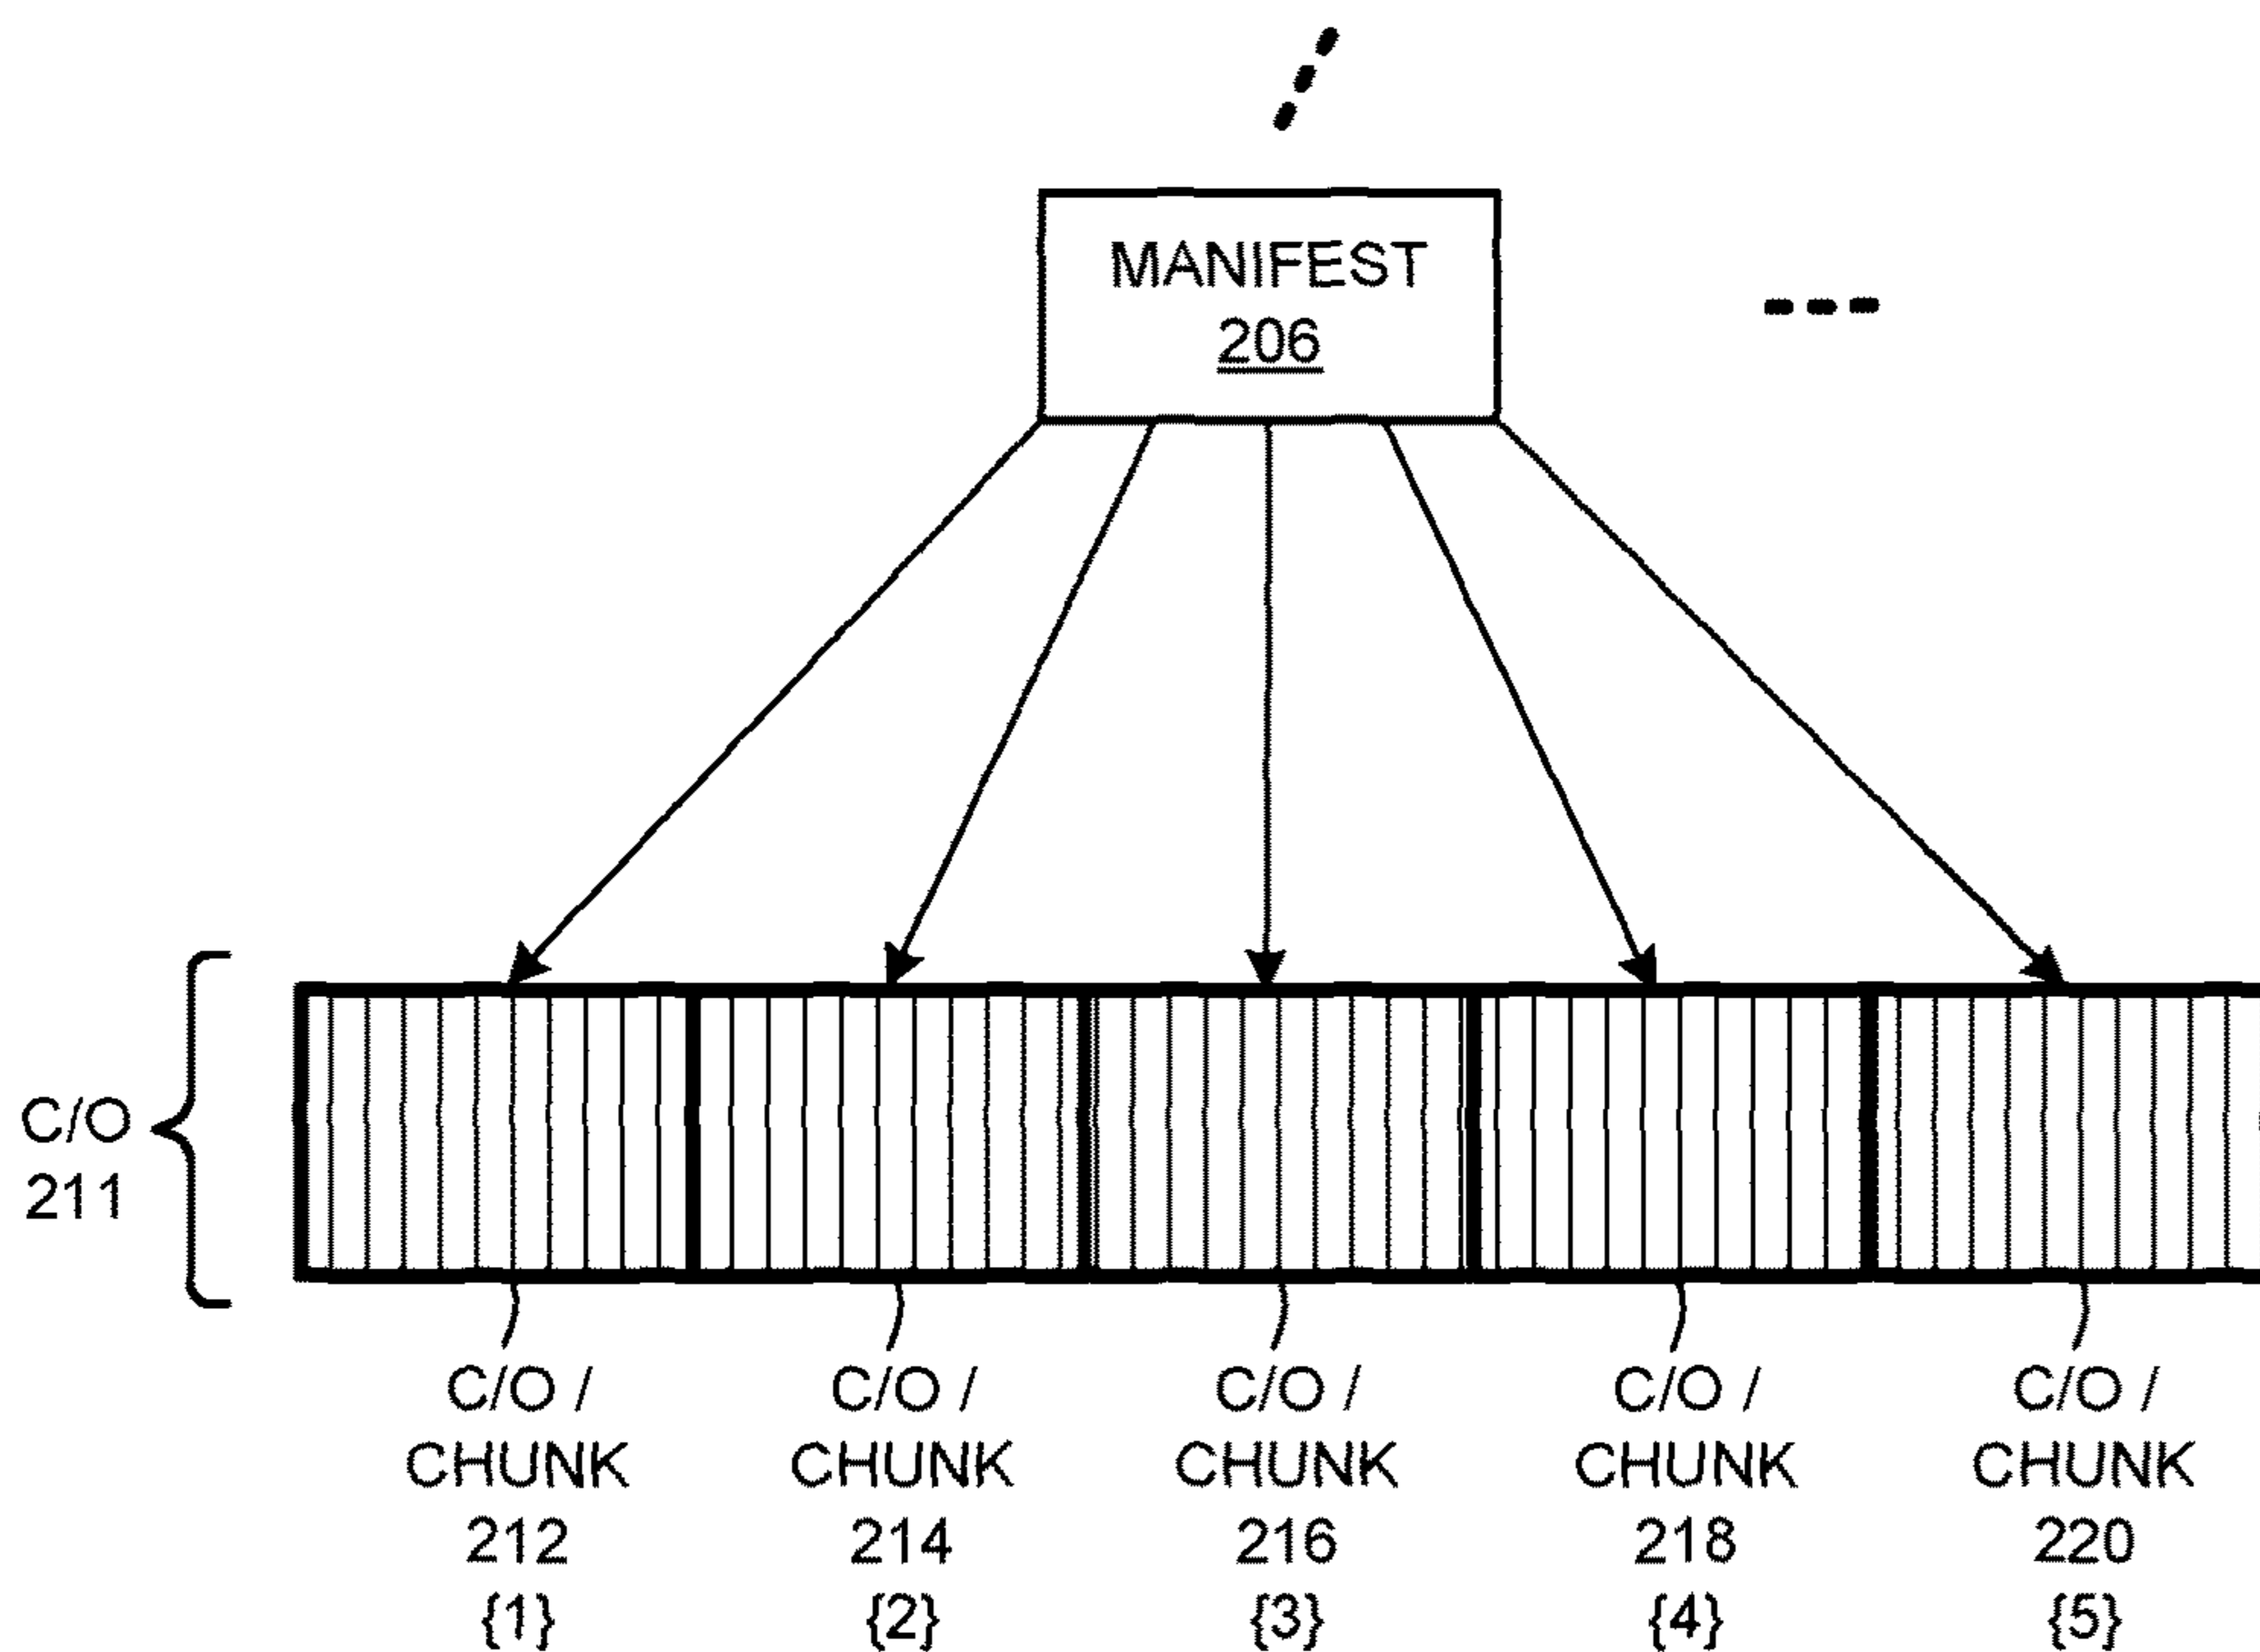 MANIFEST
206
C/O
211
C/O /
CHUNK
212
{1}
C/O /
CHUNK
214
{2}
C/O /
CHUNK
216
{3}
C/O /
CHUNK
218
{4}
C/O /
CHUNK
220
{5}